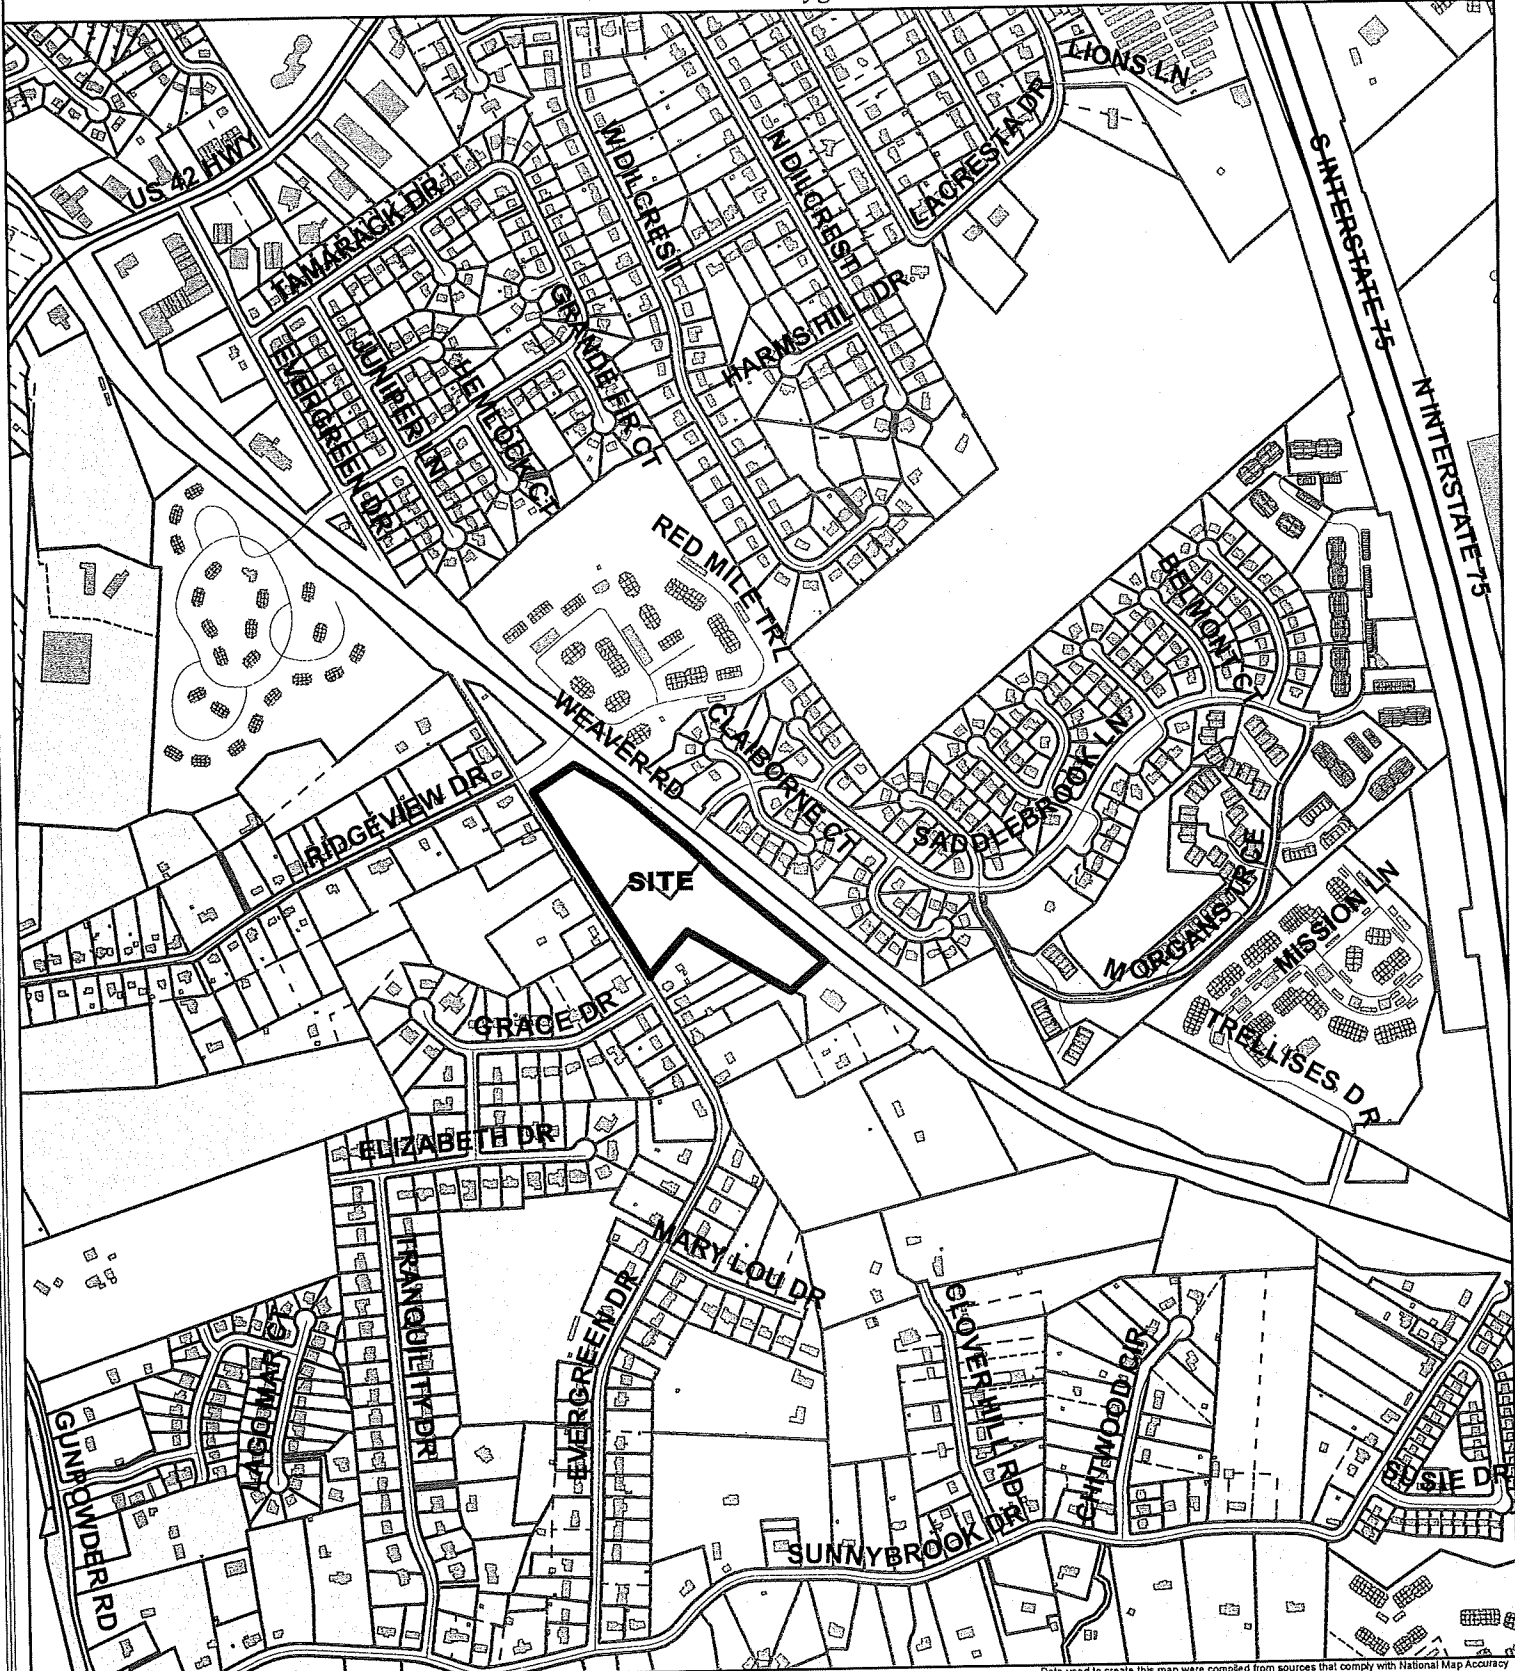 LIONS LN
US 42 HWY
TAMARACK DR
W DILCREST
N DILCREST
LACRESTA DR
S INTERSTATE 75
N INTERSTATE 75
EVERGREEN DR
JUNIPER LN
HEMLOCK CT
GRANDE FIR CT
HARMS HILL DR
RED MILE TRL
BELMONT CT
WEAVER RD
CLAIBORNE CT
SADDLEBROOK LN
RIDGEVIEW DR
SITE
MORGANS TRCE
MISSION LN
TRELLISES DR
GRACE DR
ELIZABETH DR
MARY LOU DR
TRANQUILITY DR
EVERGREEN DR
LAGOMAR CT
GUNPOWDER RD
CLOVER HILL RD
CHITWOOD CIR
SUSIE DR
SUNNYBROOK DR
Data used to create this map were compiled from sources that comply with National Map Accuracy